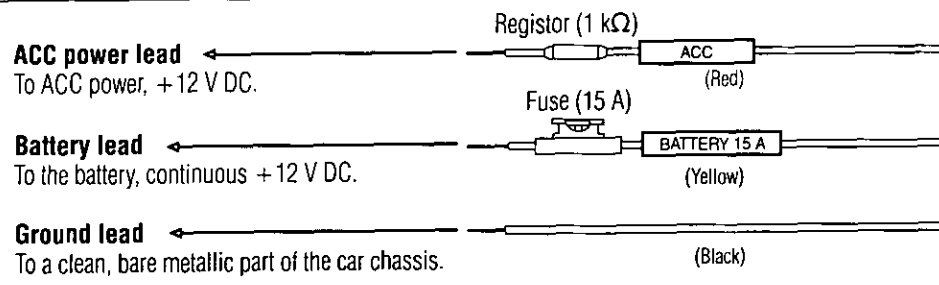 Registor (1 kΩ)
ACC power lead
ACC
To ACC power, +12 V DC.
(Red)
Fuse (15 A)
Battery lead
BATTERY 15 A
To the battery, continuous +12 V DC.
(Yellow)
Ground lead
To a clean, bare metallic part of the car chassis.
(Black)